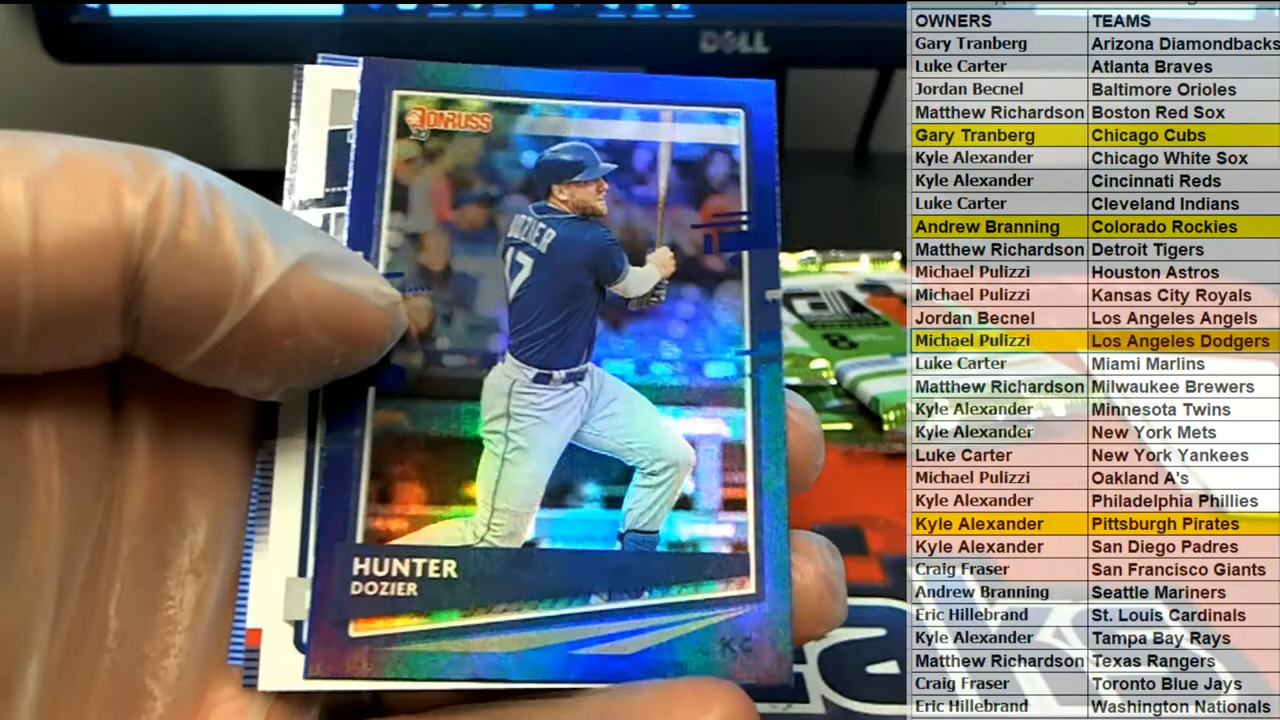 DELL
DONRUSS
DOZIER
17
HUNTER
DOZIER
KC
8
OWNERS TEAMS
Gary Tranberg Arizona Diamondbacks
Luke Carter Atlanta Braves
Jordan Becnel Baltimore Orioles
Matthew Richardson Boston Red Sox
Gary Tranberg Chicago Cubs
Kyle Alexander Chicago White Sox
Kyle Alexander Cincinnati Reds
Luke Carter Cleveland Indians
Andrew Branning Colorado Rockies
Matthew Richardson Detroit Tigers
Michael Pulizzi Houston Astros
Michael Pulizzi Kansas City Royals
Jordan Becnel Los Angeles Angels
Michael Pulizzi Los Angeles Dodgers
Luke Carter Miami Marlins
Matthew Richardson Milwaukee Brewers
Kyle Alexander Minnesota Twins
Kyle Alexander New York Mets
Luke Carter New York Yankees
Michael Pulizzi Oakland A's
Kyle Alexander Philadelphia Phillies
Kyle Alexander Pittsburgh Pirates
Kyle Alexander San Diego Padres
Craig Fraser San Francisco Giants
Andrew Branning Seattle Mariners
Eric Hillebrand St. Louis Cardinals
Kyle Alexander Tampa Bay Rays
Matthew Richardson Texas Rangers
Craig Fraser Toronto Blue Jays
Eric Hillebrand Washington Nationals